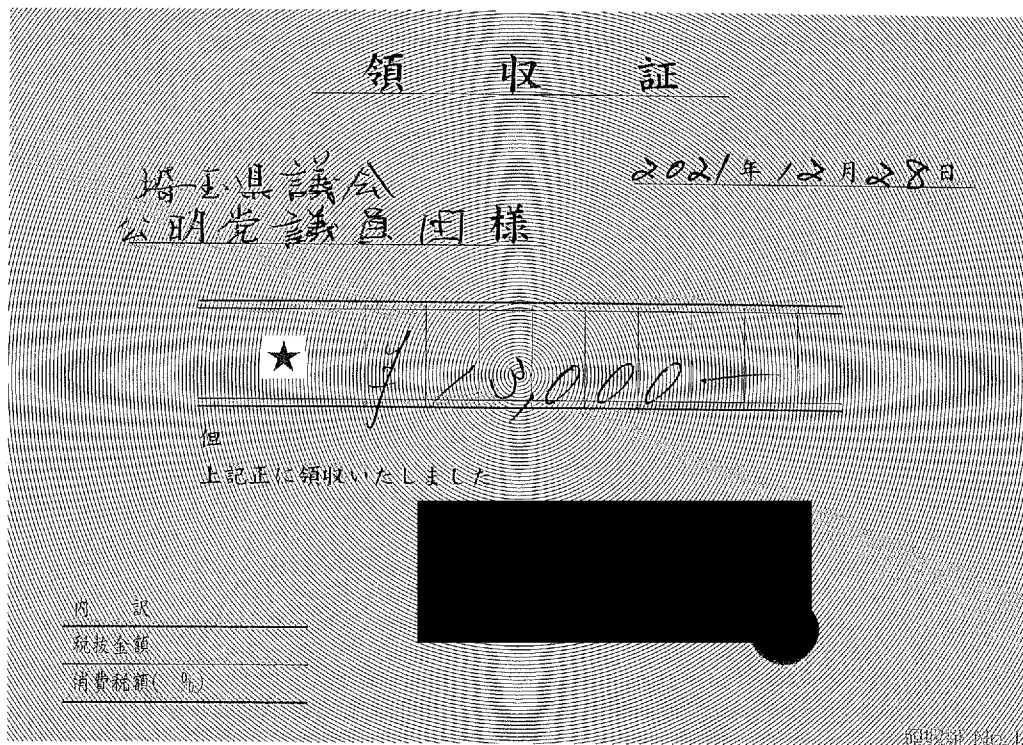 領収証
2021年12月28日
埼玉県議会
公明党議員団様
★ ¥10,000-
但
上記正に領収いたしました
内 訳
税抜金額
消費税額( %)